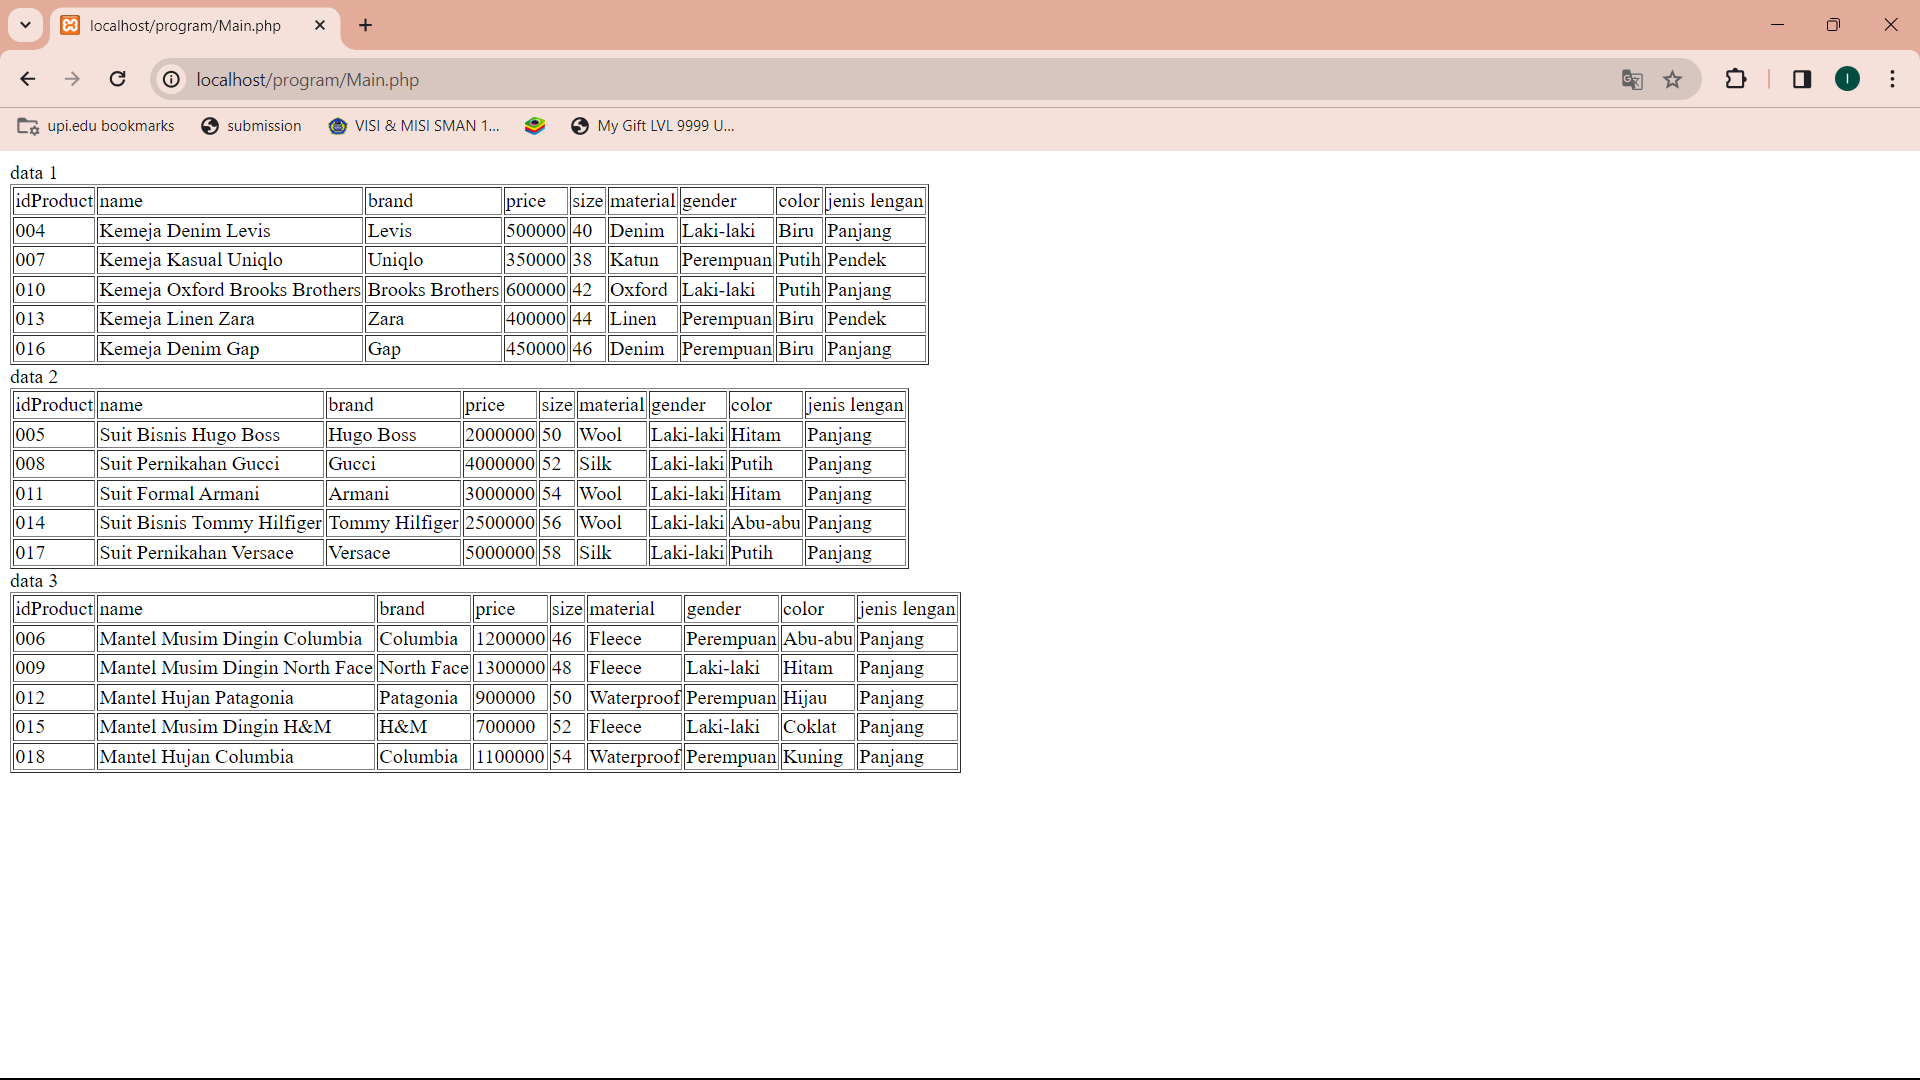 localhost/program/Main.php
localhost/program/Main.php
I
upi.edu bookmarks submission VISI & MISI SMAN 1... My Gift LVL 9999 U...
data 1
idProduct name brand price size material gender color jenis lengan
004 Kemeja Denim Levis Levis 500000 40 Denim Laki-laki Biru Panjang
007 Kemeja Kasual Uniqlo Uniqlo 350000 38 Katun Perempuan Putih Pendek
010 Kemeja Oxford Brooks Brothers Brooks Brothers 600000 42 Oxford Laki-laki Putih Panjang
013 Kemeja Linen Zara Zara 400000 44 Linen Perempuan Biru Pendek
016 Kemeja Denim Gap Gap 450000 46 Denim Perempuan Biru Panjang
data 2
idProduct name brand price size material gender color jenis lengan
005 Suit Bisnis Hugo Boss Hugo Boss 2000000 50 Wool Laki-laki Hitam Panjang
008 Suit Pernikahan Gucci Gucci 4000000 52 Silk Laki-laki Putih Panjang
011 Suit Formal Armani Armani 3000000 54 Wool Laki-laki Hitam Panjang
014 Suit Bisnis Tommy Hilfiger Tommy Hilfiger 2500000 56 Wool Laki-laki Abu-abu Panjang
017 Suit Pernikahan Versace Versace 5000000 58 Silk Laki-laki Putih Panjang
data 3
idProduct name brand price size material gender color jenis lengan
006 Mantel Musim Dingin Columbia Columbia 1200000 46 Fleece Perempuan Abu-abu Panjang
009 Mantel Musim Dingin North Face North Face 1300000 48 Fleece Laki-laki Hitam Panjang
012 Mantel Hujan Patagonia Patagonia 900000 50 Waterproof Perempuan Hijau Panjang
015 Mantel Musim Dingin H&M H&M 700000 52 Fleece Laki-laki Coklat Panjang
018 Mantel Hujan Columbia Columbia 1100000 54 Waterproof Perempuan Kuning Panjang